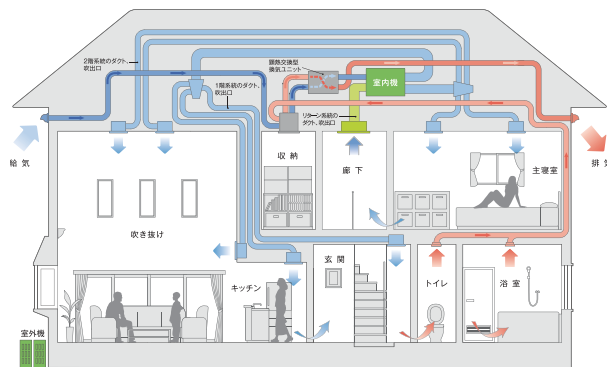 2階系統のダクト、
吹出口
顕熱交換型
換気ユニット
室内機
1階系統のダクト、
吹出口
リターン系統の
ダクト、吹出口
給気
排気
収納
廊下
主寝室
吹き抜け
玄関
キッチン
トイレ
浴室
室外機